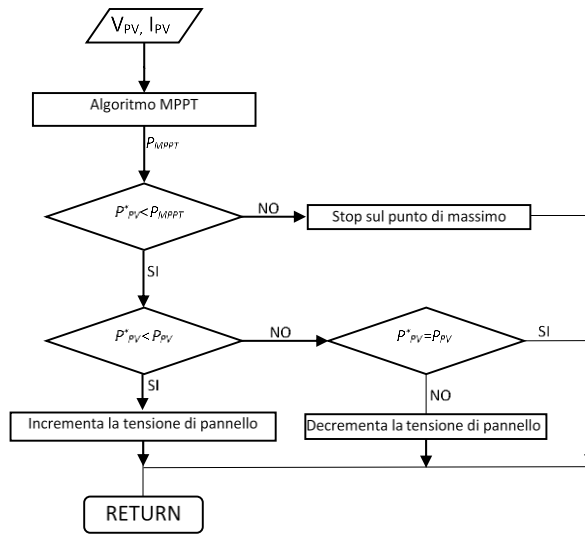 VPV, IPV
Algoritmo MPPT
PMPPT
P*PV<PMPPT
NO
Stop sul punto di massimo
SI
P*PV<PPV
NO
P*PV=PPV
SI
SI
NO
Incrementa la tensione di pannello
Decrementa la tensione di pannello
RETURN